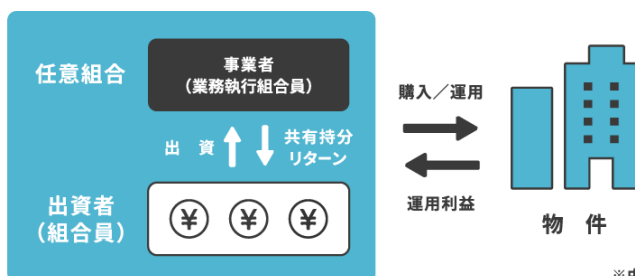 任意組合
事業者
（業務執行組合員）
出 資
共有持分
リターン
出資者
（組合員）
¥ ¥ ¥
購入／運用
運用利益
物 件